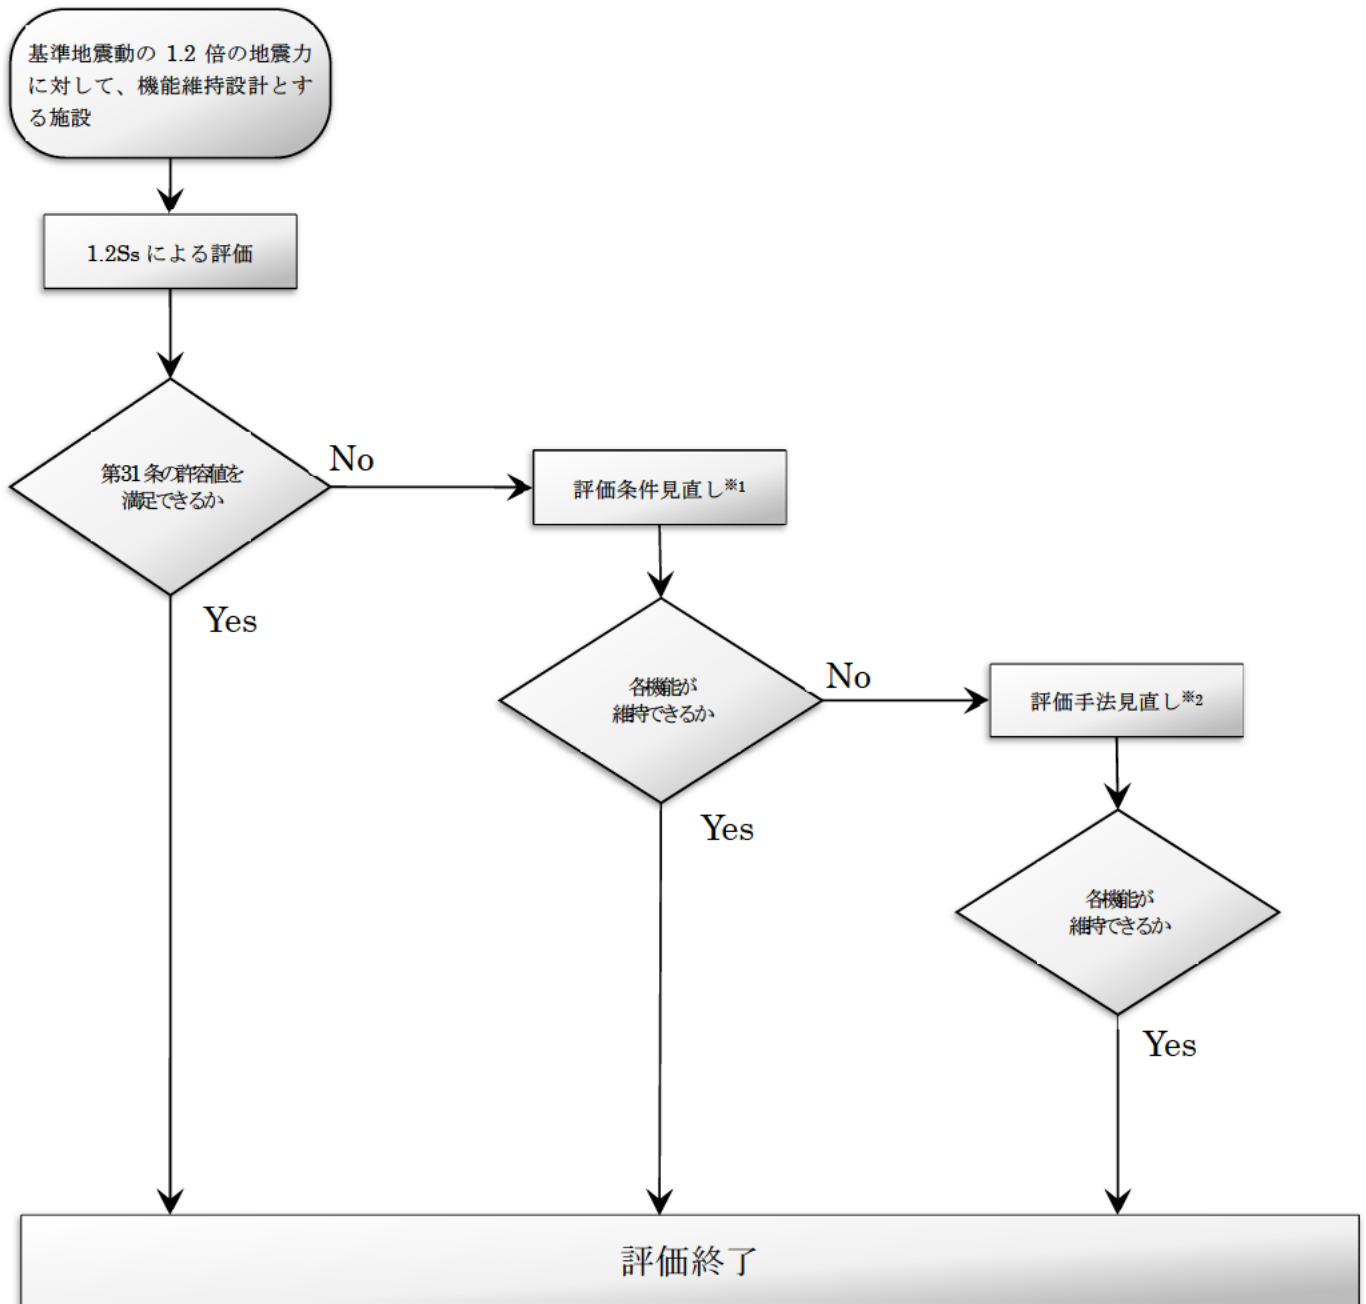 基準地震動の 1.2 倍の地震力
に対して、機能維持設計とす
る施設
1.2Ss による評価
第31条の許容値を
満足できるか
No
Yes
評価条件見直し※1
各機能が
維持できるか
No
Yes
評価手法見直し※2
各機能が
維持できるか
Yes
評価終了